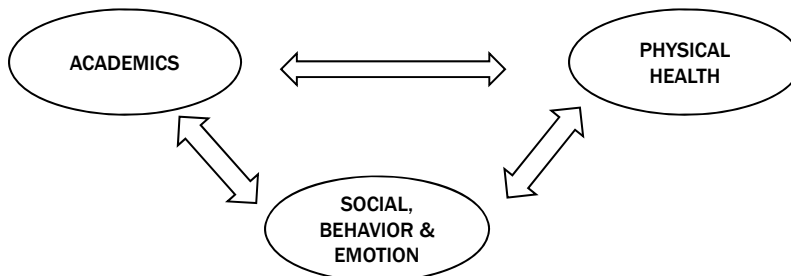 ACADEMICS
PHYSICAL
HEALTH
SOCIAL,
BEHAVIOR &
EMOTION